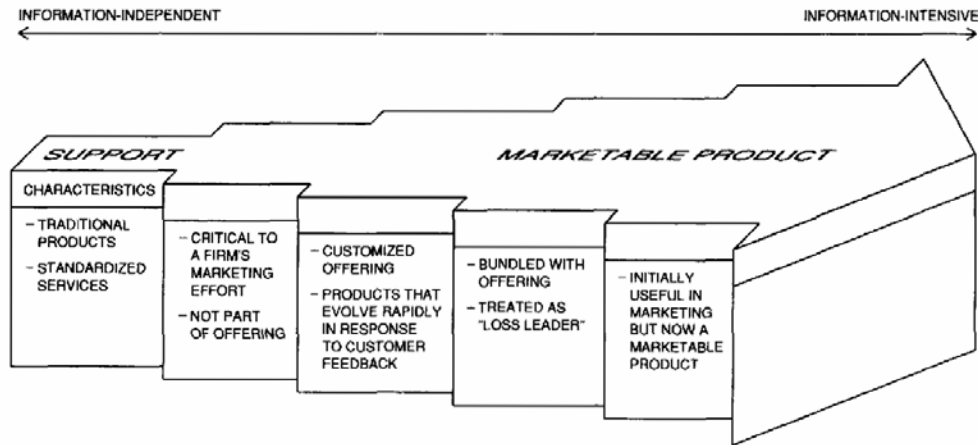 INFORMATION-INDEPENDENT
INFORMATION-INTENSIVE
SUPPORT
MARKETABLE PRODUCT
CHARACTERISTICS
– TRADITIONAL
PRODUCTS
– STANDARDIZED
SERVICES
– CRITICAL TO
A FIRM'S
MARKETING
EFFORT
– NOT PART
OF OFFERING
– CUSTOMIZED
OFFERING
– PRODUCTS THAT
EVOLVE RAPIDLY
IN RESPONSE
TO CUSTOMER
FEEDBACK
– BUNDLED WITH
OFFERING
– TREATED AS
"LOSS LEADER"
– INITIALLY
USEFUL IN
MARKETING
BUT NOW A
MARKETABLE
PRODUCT